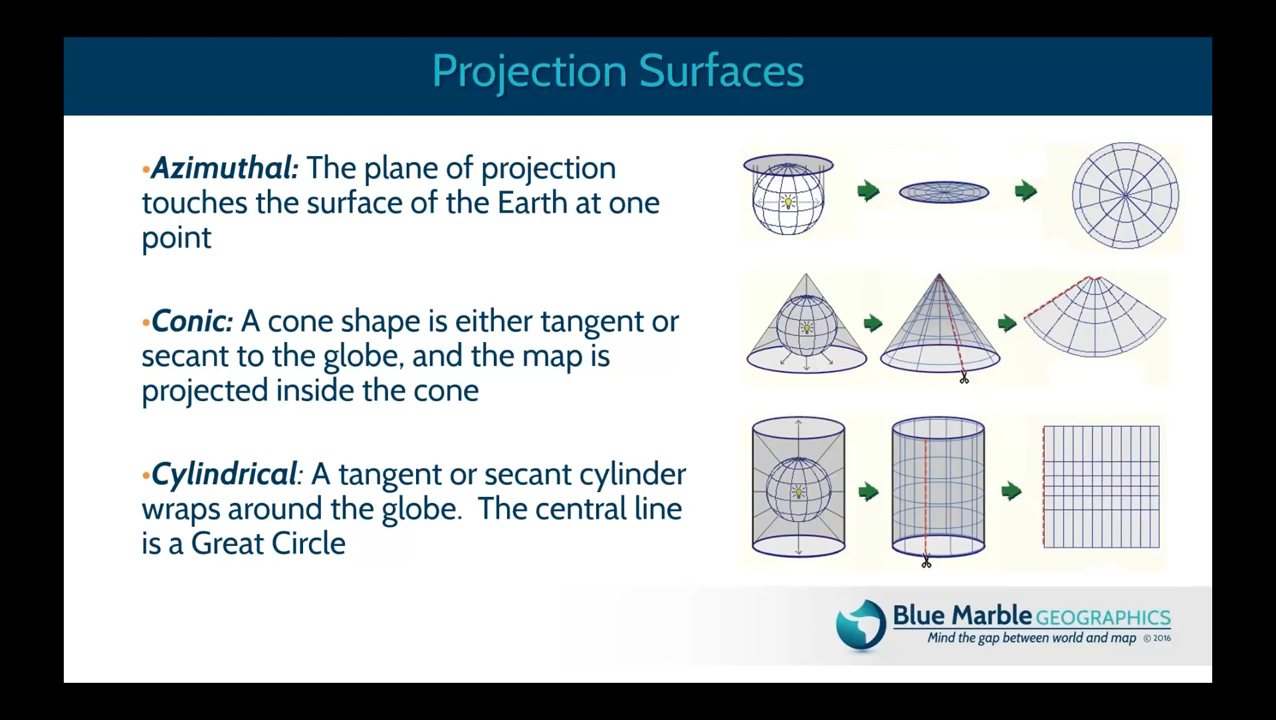 Projection Surfaces
•Azimuthal: The plane of projection
touches the surface of the Earth at one
point
•Conic: A cone shape is either tangent or
secant to the globe, and the map is
projected inside the cone
•Cylindrical: A tangent or secant cylinder
wraps around the globe.  The central line
is a Great Circle
Blue Marble GEOGRAPHICS
Mind the gap between world and map © 2016